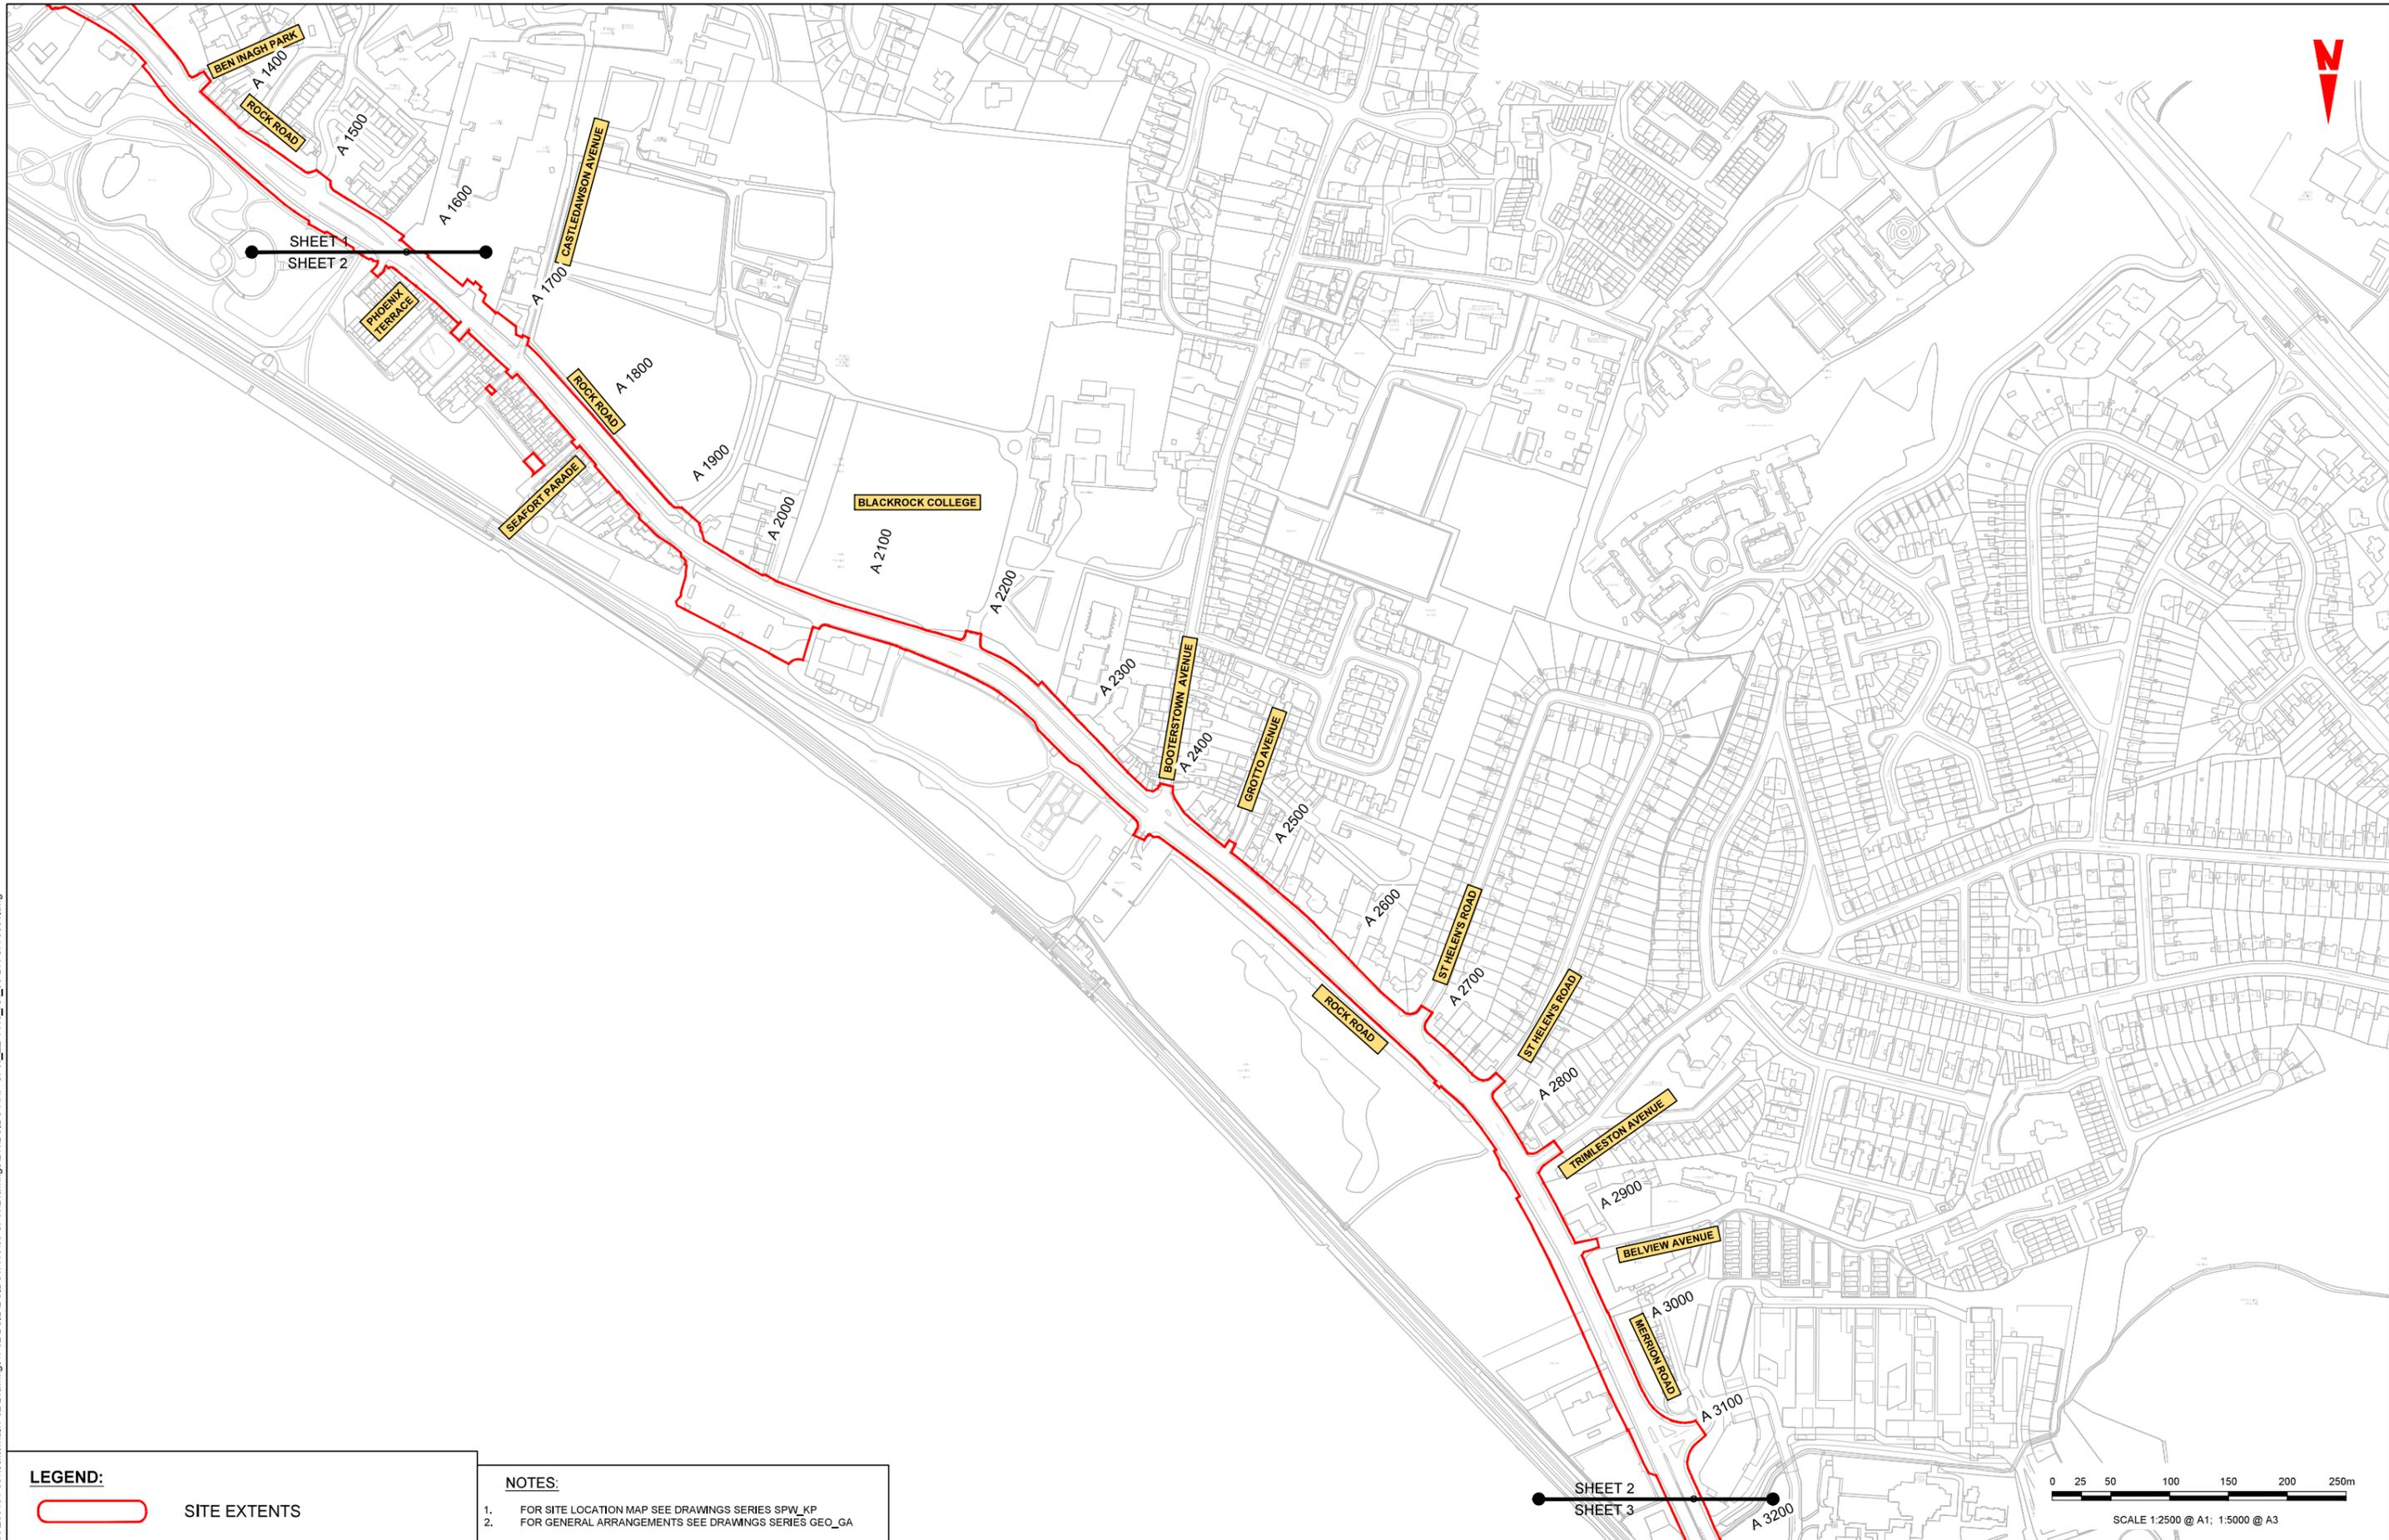 N
BEN INAGH PARK
A 1400
ROCK ROAD
A 1500
CASTLEDAWSON AVENUE
A 1600
SHEET 1
SHEET 2
A 1700
PHOENIX
TERRACE
ROCK ROAD
A 1800
A 1900
SEAFORT PARADE
A 2000
BLACKROCK COLLEGE
A 2100
A 2200
A 2300
BOOTERSTOWN AVENUE
A 2400
GROTTO AVENUE
A 2500
A 2600
ST HELEN'S ROAD
A 2700
ROCK ROAD
ST HELEN'S ROAD
A 2800
TRIMLESTON AVENUE
A 2900
BELVIEW AVENUE
A 3000
MERRION ROAD
A 3100
SHEET 2
SHEET 3
A 3200
LEGEND:
SITE EXTENTS
NOTES:
1. FOR SITE LOCATION MAP SEE DRAWINGS SERIES SPW_KP
2. FOR GENERAL ARRANGEMENTS SEE DRAWINGS SERIES GEO_GA
0 25 50 100 150 200 250m
SCALE 1:2500 @ A1; 1:5000 @ A3